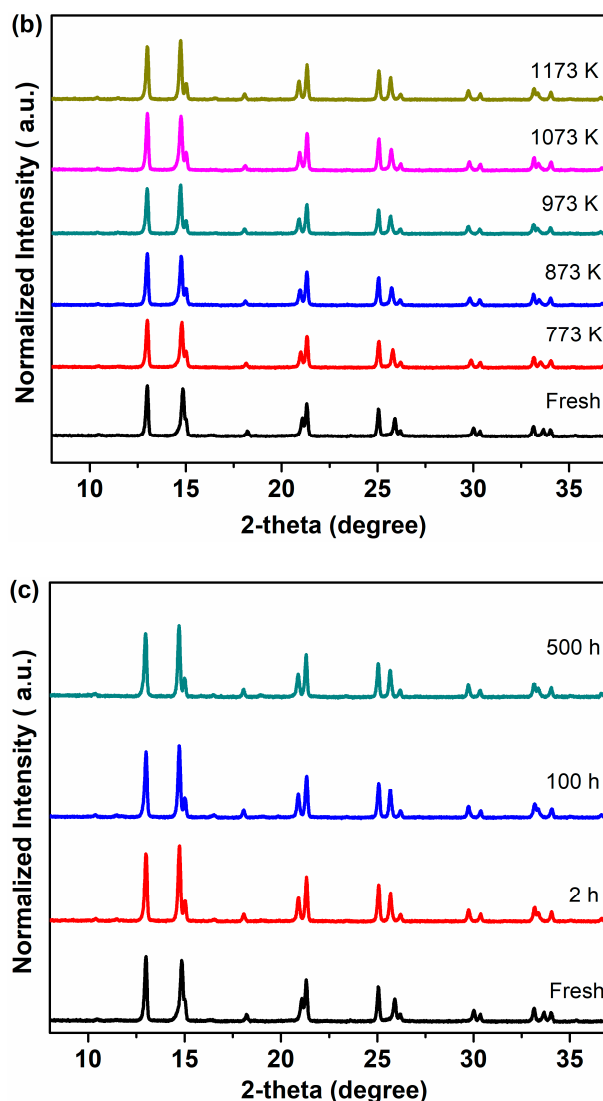 (b)
Normalized Intensity ( a.u.)
1173 K
1073 K
973 K
873 K
773 K
Fresh
10 15 20 25 30 35
2-theta (degree)
(c)
Normalized Intensity ( a.u.)
500 h
100 h
2 h
Fresh
10 15 20 25 30 35
2-theta (degree)